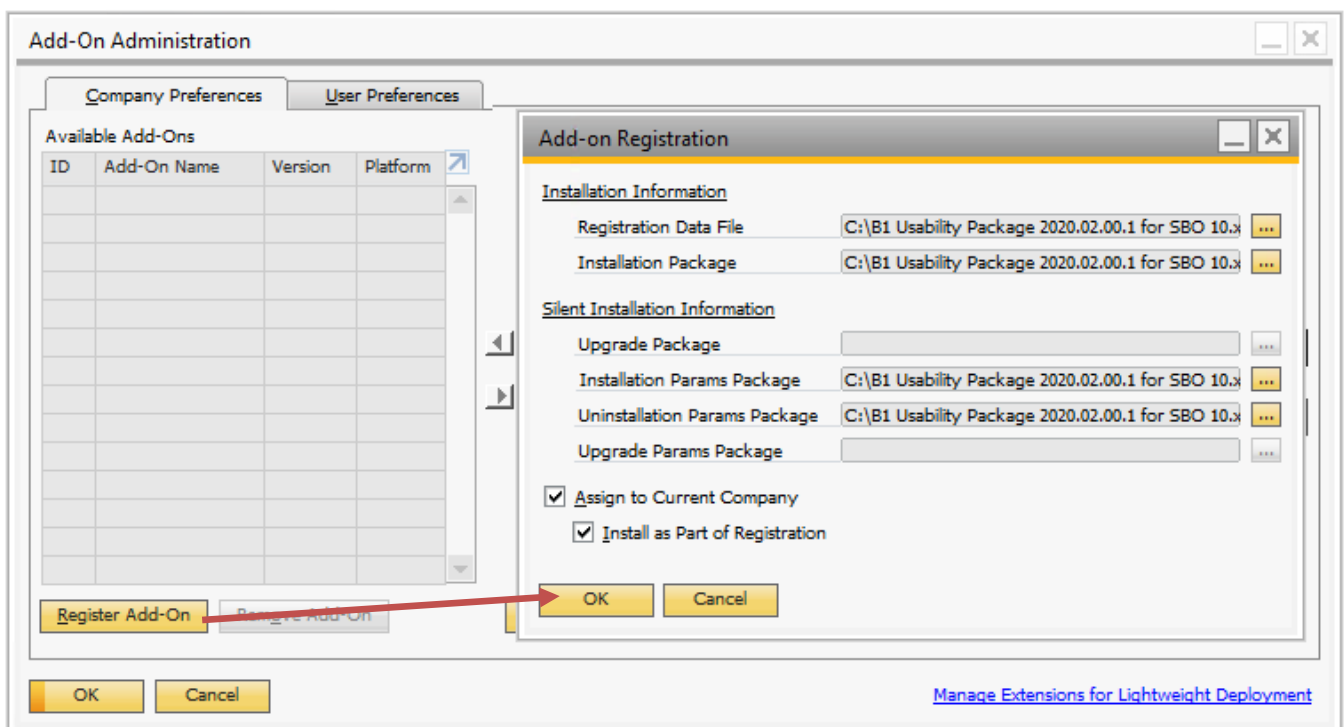 Add-On Administration
Company Preferences
User Preferences
Available Add-Ons
ID Add-On Name Version Platform
Add-on Registration
Installation Information
Registration Data File C:\B1 Usability Package 2020.02.00.1 for SBO 10.x ...
Installation Package C:\B1 Usability Package 2020.02.00.1 for SBO 10.x ...
Silent Installation Information
Upgrade Package ...
Installation Params Package C:\B1 Usability Package 2020.02.00.1 for SBO 10.x ...
Uninstallation Params Package C:\B1 Usability Package 2020.02.00.1 for SBO 10.x ...
Upgrade Params Package ...
Assign to Current Company
Install as Part of Registration
OK Cancel
Register Add-On Remove Add-On
OK Cancel
Manage Extensions for Lightweight Deployment